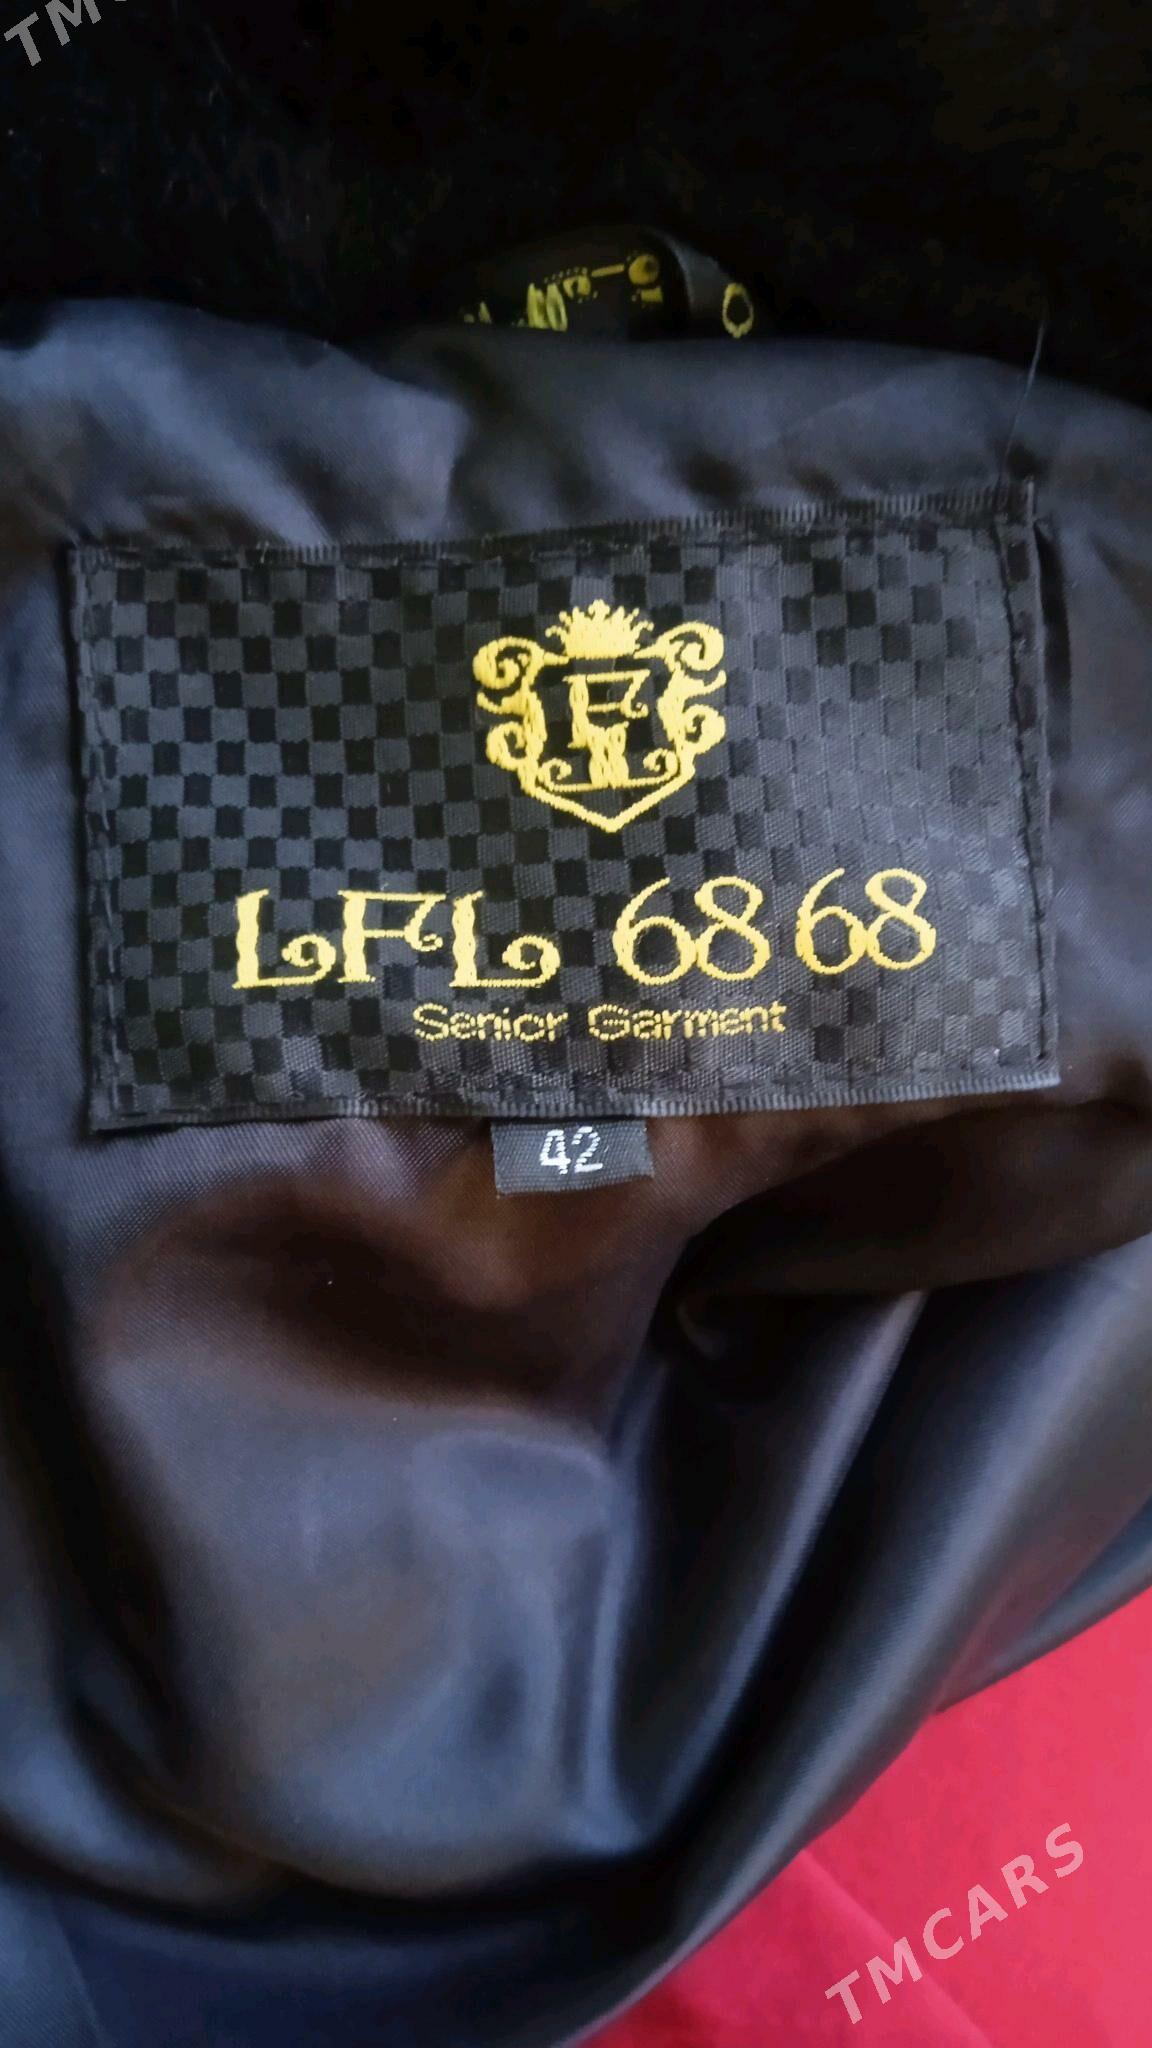 LFL 6868
Senior Garment
42
TMCARS